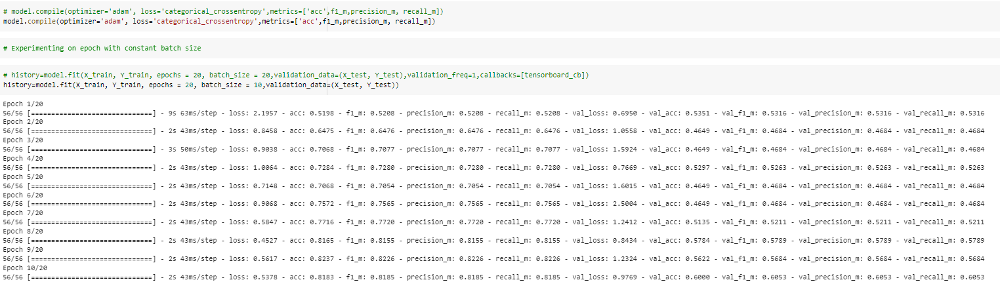 # model.compile(optimizer='adam', loss='categorical_crossentropy',metrics=['acc',f1_m,precision_m, recall_m])
model.compile(optimizer='adam', loss='categorical_crossentropy',metrics=['acc',f1_m,precision_m, recall_m])
# Experimenting on epoch with constant batch size
# history=model.fit(X_train, Y_train, epochs = 20, batch_size = 20,validation_data=(X_test, Y_test),validation_freq=1,callbacks=[tensorboard_cb])
history=model.fit(X_train, Y_train, epochs = 20, batch_size = 10,validation_data=(X_test, Y_test))
Epoch 1/20
56/56 [==============================] - 9s 63ms/step - loss: 2.1957 - acc: 0.5198 - f1_m: 0.5208 - precision_m: 0.5208 - recall_m: 0.5208 - val_loss: 0.6950 - val_acc: 0.5351 - val_f1_m: 0.5316 - val_precision_m: 0.5316 - val_recall_m: 0.5316
Epoch 2/20
56/56 [==============================] - 2s 43ms/step - loss: 0.8458 - acc: 0.6475 - f1_m: 0.6476 - precision_m: 0.6476 - recall_m: 0.6476 - val_loss: 1.0558 - val_acc: 0.4649 - val_f1_m: 0.4684 - val_precision_m: 0.4684 - val_recall_m: 0.4684
Epoch 3/20
56/56 [==============================] - 3s 50ms/step - loss: 0.9038 - acc: 0.7068 - f1_m: 0.7077 - precision_m: 0.7077 - recall_m: 0.7077 - val_loss: 1.5924 - val_acc: 0.4649 - val_f1_m: 0.4684 - val_precision_m: 0.4684 - val_recall_m: 0.4684
Epoch 4/20
56/56 [==============================] - 2s 43ms/step - loss: 1.0064 - acc: 0.7284 - f1_m: 0.7280 - precision_m: 0.7280 - recall_m: 0.7280 - val_loss: 0.7669 - val_acc: 0.5297 - val_f1_m: 0.5263 - val_precision_m: 0.5263 - val_recall_m: 0.5263
Epoch 5/20
56/56 [==============================] - 2s 43ms/step - loss: 0.7148 - acc: 0.7068 - f1_m: 0.7054 - precision_m: 0.7054 - recall_m: 0.7054 - val_loss: 1.6015 - val_acc: 0.4649 - val_f1_m: 0.4684 - val_precision_m: 0.4684 - val_recall_m: 0.4684
Epoch 6/20
56/56 [==============================] - 2s 43ms/step - loss: 0.9068 - acc: 0.7572 - f1_m: 0.7565 - precision_m: 0.7565 - recall_m: 0.7565 - val_loss: 2.5004 - val_acc: 0.4649 - val_f1_m: 0.4684 - val_precision_m: 0.4684 - val_recall_m: 0.4684
Epoch 7/20
56/56 [==============================] - 2s 43ms/step - loss: 0.5847 - acc: 0.7716 - f1_m: 0.7720 - precision_m: 0.7720 - recall_m: 0.7720 - val_loss: 1.2412 - val_acc: 0.5135 - val_f1_m: 0.5211 - val_precision_m: 0.5211 - val_recall_m: 0.5211
Epoch 8/20
56/56 [==============================] - 2s 43ms/step - loss: 0.4527 - acc: 0.8165 - f1_m: 0.8155 - precision_m: 0.8155 - recall_m: 0.8155 - val_loss: 0.8434 - val_acc: 0.5784 - val_f1_m: 0.5789 - val_precision_m: 0.5789 - val_recall_m: 0.5789
Epoch 9/20
56/56 [==============================] - 2s 43ms/step - loss: 0.5617 - acc: 0.8237 - f1_m: 0.8226 - precision_m: 0.8226 - recall_m: 0.8226 - val_loss: 1.2324 - val_acc: 0.5622 - val_f1_m: 0.5684 - val_precision_m: 0.5684 - val_recall_m: 0.5684
Epoch 10/20
56/56 [==============================] - 2s 43ms/step - loss: 0.5378 - acc: 0.8183 - f1_m: 0.8185 - precision_m: 0.8185 - recall_m: 0.8185 - val_loss: 0.9769 - val_acc: 0.6000 - val_f1_m: 0.6053 - val_precision_m: 0.6053 - val_recall_m: 0.6053